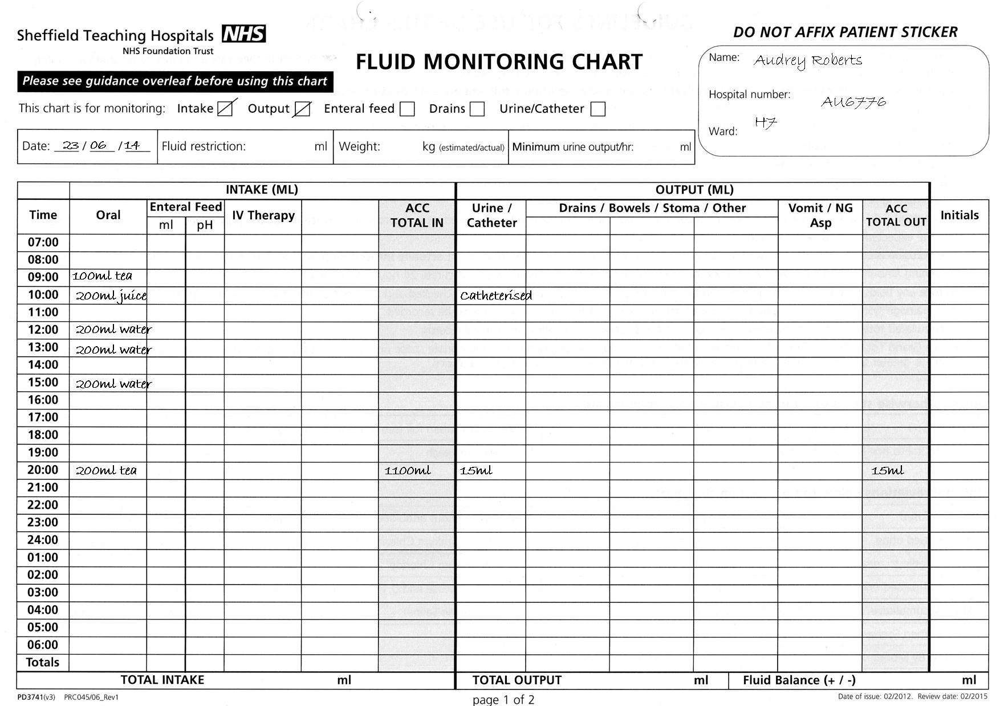 Sheffield Teaching Hospitals NHS
NHS Foundation Trust
Please see guidance overleaf before using this chart
FLUID MONITORING CHART
DO NOT AFFIX PATIENT STICKER
Name: Audrey Roberts
Hospital number: AU6776
Ward: H7
This chart is for monitoring: Intake Output Enteral feed Drains Urine/Catheter
Date: 23 / 06 / 14 Fluid restriction: ml Weight: kg (estimated/actual) Minimum urine output/hr: ml
INTAKE (ML) OUTPUT (ML)
Time Oral Enteral Feed ml pH IV Therapy ACC TOTAL IN Urine / Catheter Drains / Bowels / Stoma / Other Vomit / NG Asp ACC TOTAL OUT Initials
07:00
08:00
09:00 100ml tea
10:00 200ml juice Catheterised
11:00
12:00 200ml water
13:00 200ml water
14:00
15:00 200ml water
16:00
17:00
18:00
19:00
20:00 200ml tea 1100ml 15ml 15ml
21:00
22:00
23:00
24:00
01:00
02:00
03:00
04:00
05:00
06:00
Totals
TOTAL INTAKE ml TOTAL OUTPUT ml Fluid Balance (+ / -) ml
PD3741(v3) PRC045/06_Rev1 page 1 of 2 Date of issue: 02/2012. Review date: 02/2015